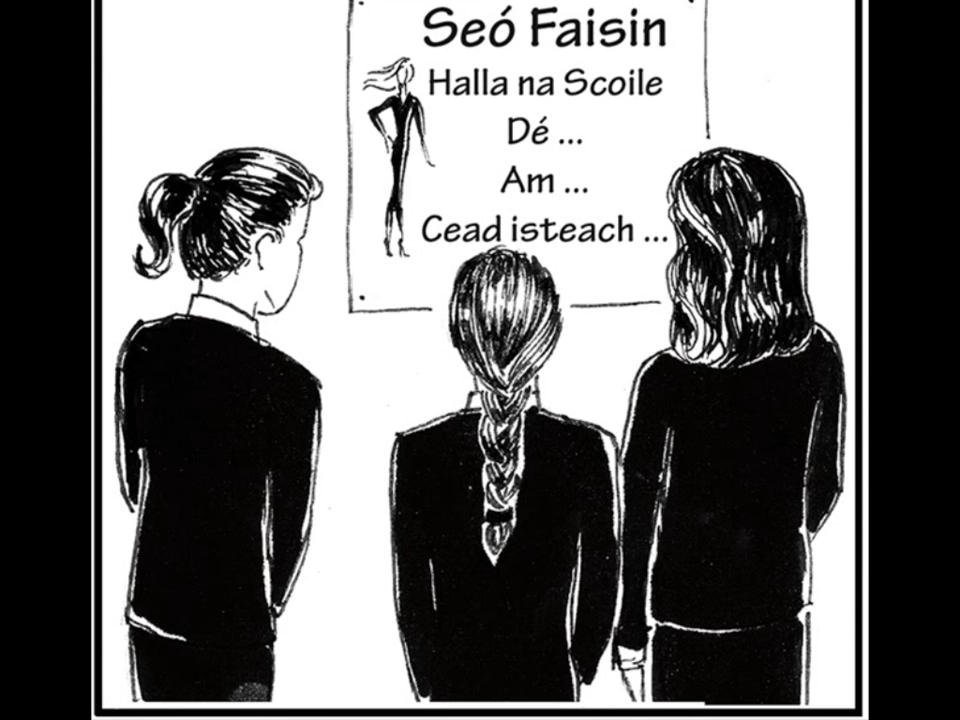 Seó Faisin
Halla na Scoile
Dé ...
Am ...
Cead isteach ...